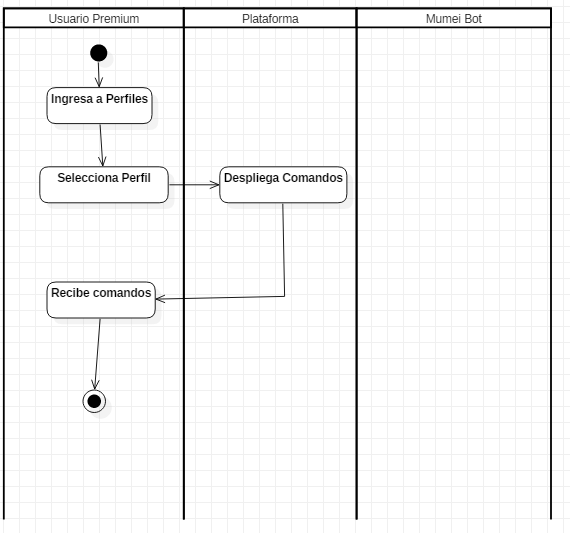 Usuario Premium
Plataforma
Mumei Bot
Ingresa a Perfiles
Selecciona Perfil
Despliega Comandos
Recibe comandos